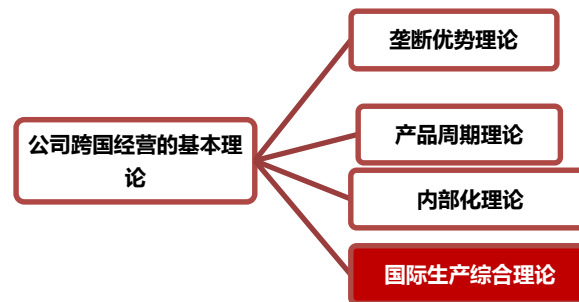 垄断优势理论
产品周期理论
公司跨国经营的基本理
论
内部化理论
国际生产综合理论